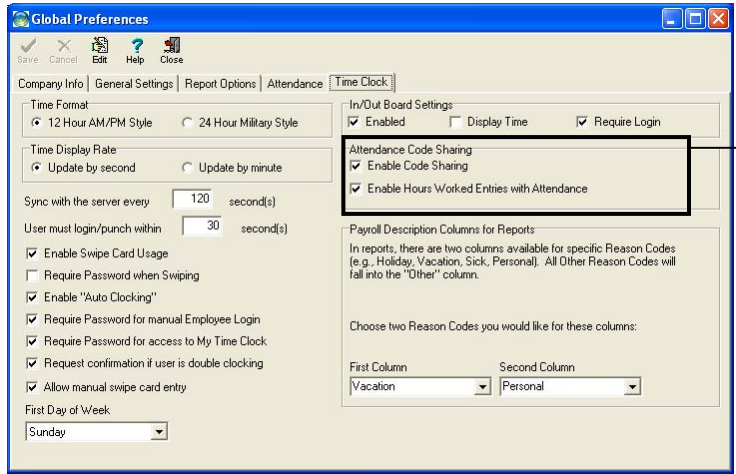 Global Preferences
Save Cancel Edit Help Close
Company Info General Settings Report Options Attendance Time Clock
Time Format
12 Hour AM/PM Style 24 Hour Military Style
Time Display Rate
Update by second Update by minute
Sync with the server every 120 second(s)
User must login/punch within 30 second(s)
Enable Swipe Card Usage
Require Password when Swiping
Enable "Auto Clocking"
Require Password for manual Employee Login
Require Password for access to My Time Clock
Request confirmation if user is double clocking
Allow manual swipe card entry
First Day of Week
Sunday
In/Out Board Settings
Enabled Display Time Require Login
Attendance Code Sharing
Enable Code Sharing
Enable Hours Worked Entries with Attendance
Payroll Description Columns for Reports
In reports, there are two columns available for specific Reason Codes
(e.g., Holiday, Vacation, Sick, Personal). All Other Reason Codes will
fall into the "Other" column.
Choose two Reason Codes you would like for these columns:
First Column Second Column
Vacation Personal